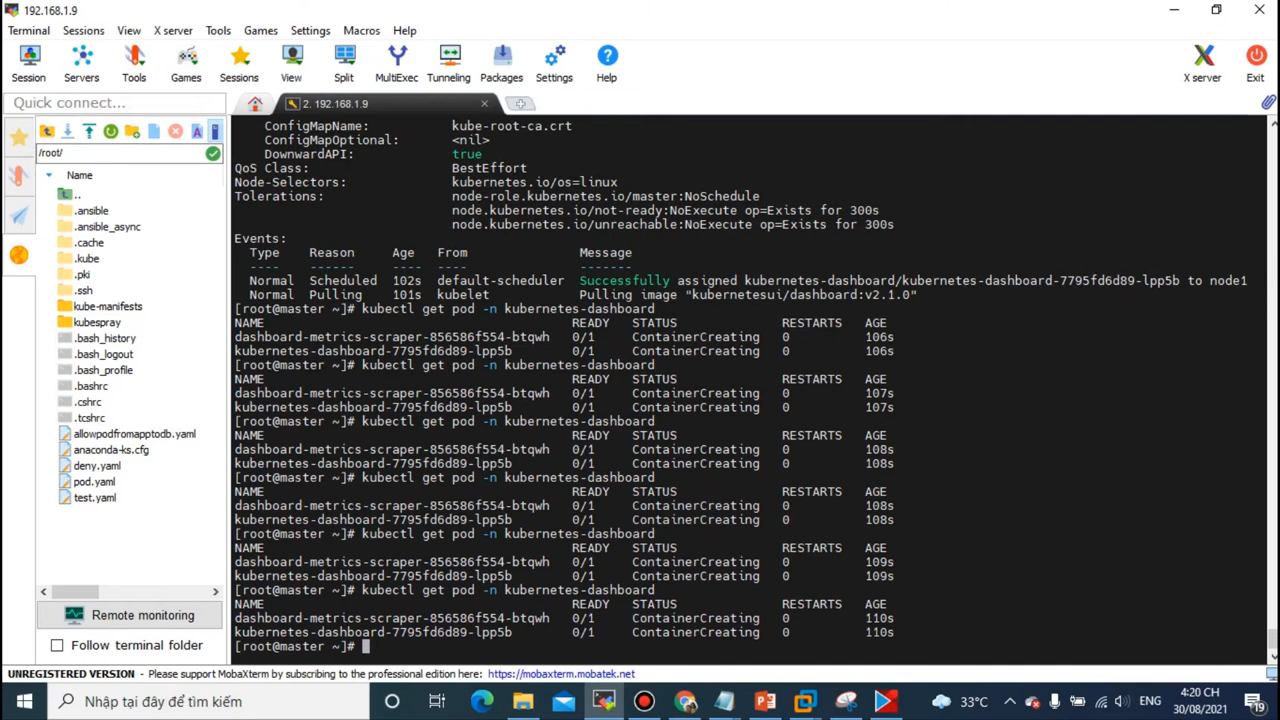 192.168.1.9
Terminal Sessions View X server Tools Games Settings Macros Help
Session Servers Tools Games Sessions View Split MultiExec Tunneling Packages Settings Help X server Exit
Quick connect...
2. 192.168.1.9
/root/
Name
..
.ansible
.ansible_async
.cache
.kube
.pki
.ssh
kube-manifests
kubespray
.bash_history
.bash_logout
.bash_profile
.bashrc
.cshrc
.tcshrc
allowpodfromapptodb.yaml
anaconda-ks.cfg
deny.yaml
pod.yaml
test.yaml
Remote monitoring
Follow terminal folder
ConfigMapName: kube-root-ca.crt
ConfigMapOptional: <nil>
DownwardAPI: true
QoS Class: BestEffort
Node-Selectors: kubernetes.io/os=linux
Tolerations: node-role.kubernetes.io/master:NoSchedule
node.kubernetes.io/not-ready:NoExecute op=Exists for 300s
node.kubernetes.io/unreachable:NoExecute op=Exists for 300s
Events:
Type Reason Age From Message
---- ------ ---- ---- -------
Normal Scheduled 102s default-scheduler Successfully assigned kubernetes-dashboard/kubernetes-dashboard-7795fd6d89-lpp5b to node1
Normal Pulling 101s kubelet Pulling image "kubernetesui/dashboard:v2.1.0"
[root@master ~]# kubectl get pod -n kubernetes-dashboard
NAME READY STATUS RESTARTS AGE
dashboard-metrics-scraper-856586f554-btqwh 0/1 ContainerCreating 0 106s
kubernetes-dashboard-7795fd6d89-lpp5b 0/1 ContainerCreating 0 106s
[root@master ~]# kubectl get pod -n kubernetes-dashboard
NAME READY STATUS RESTARTS AGE
dashboard-metrics-scraper-856586f554-btqwh 0/1 ContainerCreating 0 107s
kubernetes-dashboard-7795fd6d89-lpp5b 0/1 ContainerCreating 0 107s
[root@master ~]# kubectl get pod -n kubernetes-dashboard
NAME READY STATUS RESTARTS AGE
dashboard-metrics-scraper-856586f554-btqwh 0/1 ContainerCreating 0 108s
kubernetes-dashboard-7795fd6d89-lpp5b 0/1 ContainerCreating 0 108s
[root@master ~]# kubectl get pod -n kubernetes-dashboard
NAME READY STATUS RESTARTS AGE
dashboard-metrics-scraper-856586f554-btqwh 0/1 ContainerCreating 0 108s
kubernetes-dashboard-7795fd6d89-lpp5b 0/1 ContainerCreating 0 108s
[root@master ~]# kubectl get pod -n kubernetes-dashboard
NAME READY STATUS RESTARTS AGE
dashboard-metrics-scraper-856586f554-btqwh 0/1 ContainerCreating 0 109s
kubernetes-dashboard-7795fd6d89-lpp5b 0/1 ContainerCreating 0 109s
[root@master ~]# kubectl get pod -n kubernetes-dashboard
NAME READY STATUS RESTARTS AGE
dashboard-metrics-scraper-856586f554-btqwh 0/1 ContainerCreating 0 110s
kubernetes-dashboard-7795fd6d89-lpp5b 0/1 ContainerCreating 0 110s
[root@master ~]#
UNREGISTERED VERSION - Please support MobaXterm by subscribing to the professional edition here: https://mobaxterm.mobatek.net
Nhập tại đây để tìm kiếm
33°C
ENG
4:20 CH
30/08/2021
19